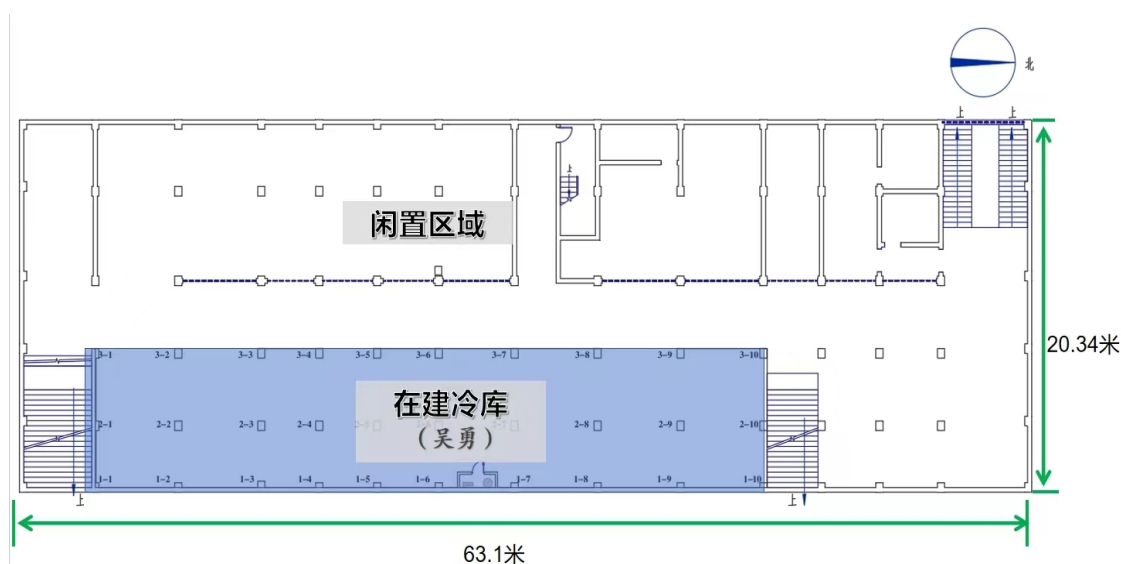 北
上 上
上
闲置区域
20.34米
3-1 3-2 3-3 3-4 3-5 3-6 3-7 3-8 3-9 3-10
在建冷库
2-1 2-2 2-3 2-4 2-8 2-9 2-10
（吴勇）
1-1 1-2 1-3 1-4 1-5 1-6 1-7 1-8 1-9 1-10
上 上
63.1米